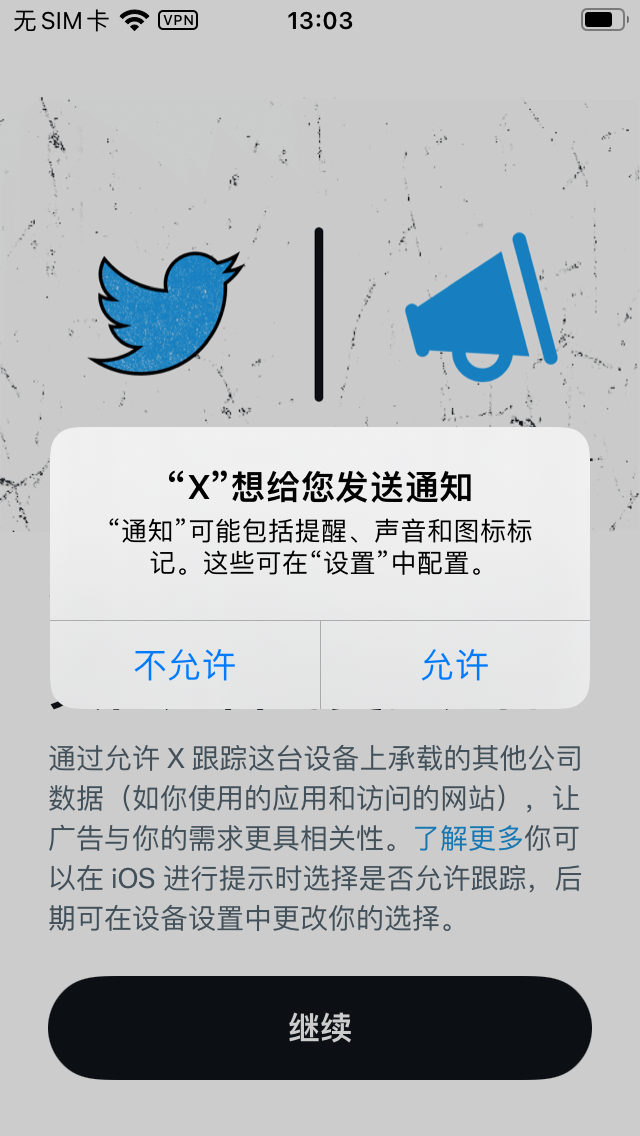 无SIM卡 VPN 13:03
“X”想给您发送通知
“通知”可能包括提醒、声音和图标标
记。这些可在“设置”中配置。
不允许 允许
通过允许 X 跟踪这台设备上承载的其他公司
数据（如你使用的应用和访问的网站），让
广告与你的需求更具相关性。了解更多你可
以在 iOS 进行提示时选择是否允许跟踪，后
期可在设备设置中更改你的选择。
继续